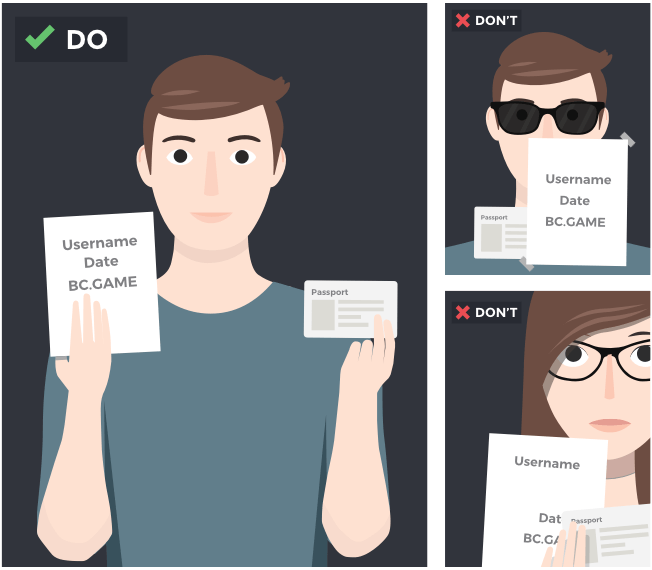 DO
Username
Date
BC.GAME
Passport
DON'T
Username
Date
BC.GAME
Passport
DON'T
Username
Dat
BC.GA
Passport